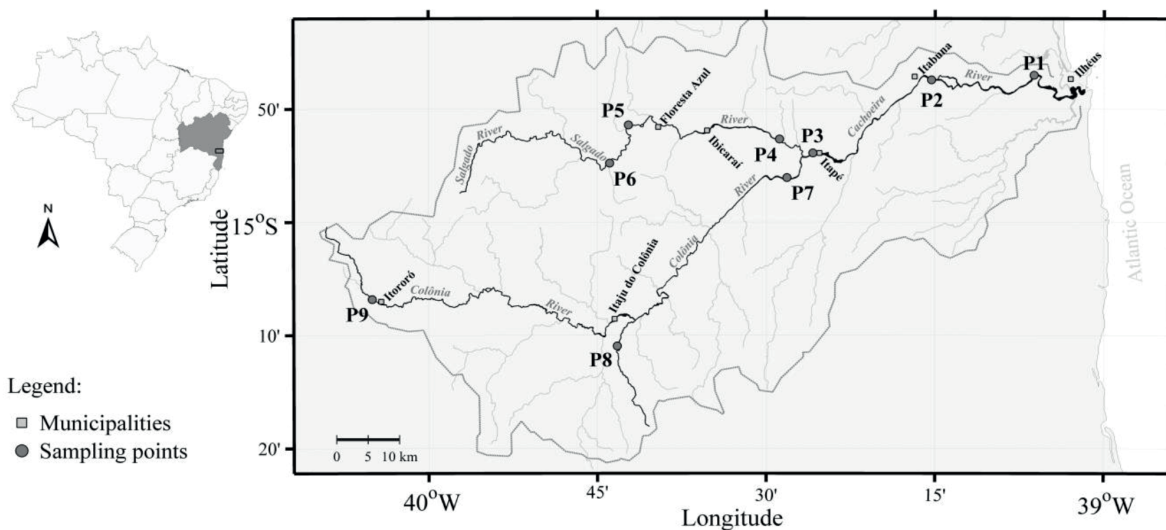 N
Latitude
50'
15°S
10'
20'
40°W
45'
30'
15'
39°W
Longitude
Legend:
Municipalities
Sampling points
0 5 10 km
Atlantic Ocean
P1
Ilhéus
Itabuna
River
P2
Cachoeira
P3
Itapé
P4
River
Ibicaraí
Floresta Azul
P5
Salgado
P6
River
Salgado
P7
River
Colônia
Itaju do Colônia
P8
River
Colônia
Itororó
P9